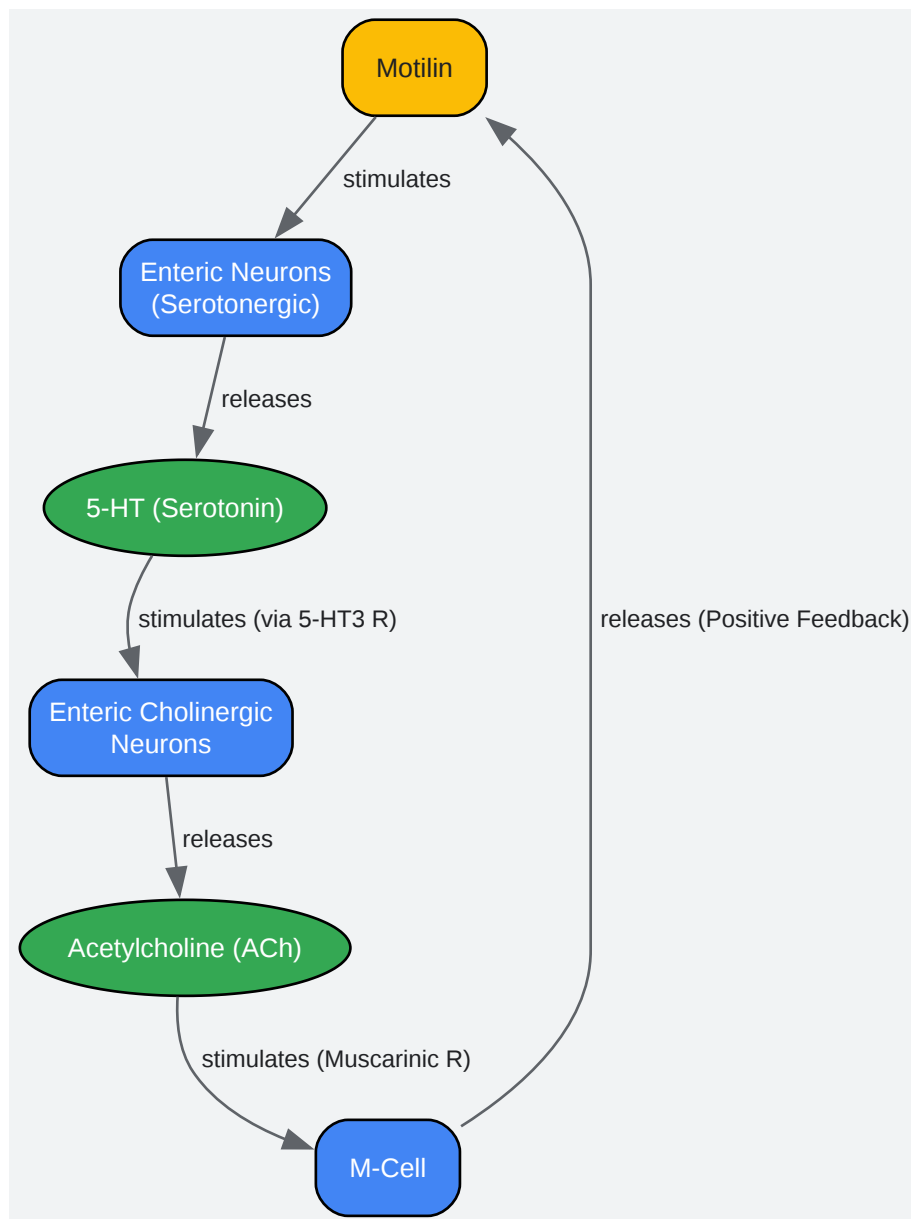 Motilin
stimulates
Enteric Neurons
(Serotonergic)
releases
5-HT (Serotonin)
stimulates (via 5-HT3 R)
releases (Positive Feedback)
Enteric Cholinergic
Neurons
releases
Acetylcholine (ACh)
stimulates (Muscarinic R)
M-Cell